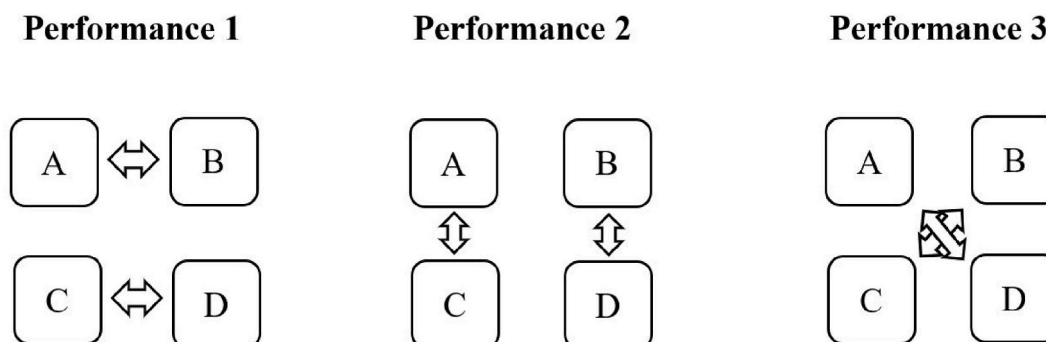 Performance 1 Performance 2 Performance 3
A B A B A B
C D C D C D